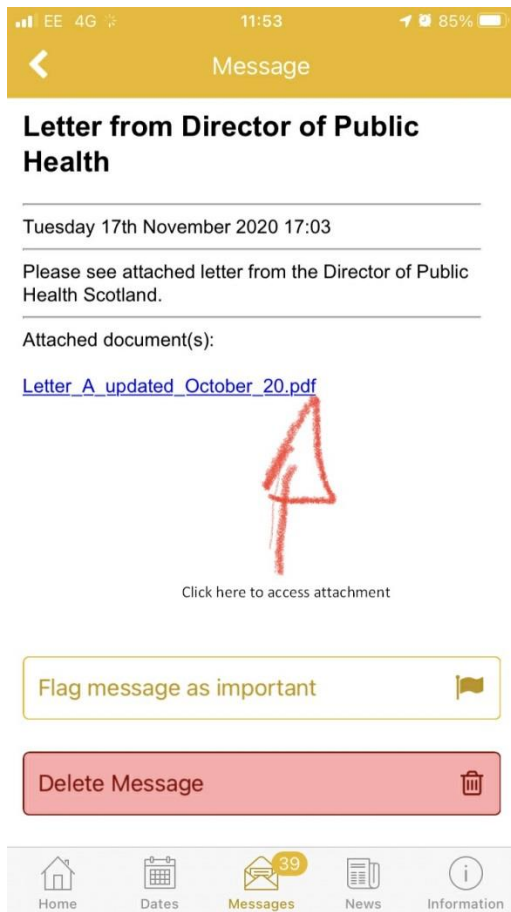 EE 4G 11:53 85%
Message
Letter from Director of Public
Health
Tuesday 17th November 2020 17:03
Please see attached letter from the Director of Public
Health Scotland.
Attached document(s):
Letter_A_updated_October_20.pdf
Click here to access attachment
Flag message as important
Delete Message
39
Home Dates Messages News Information